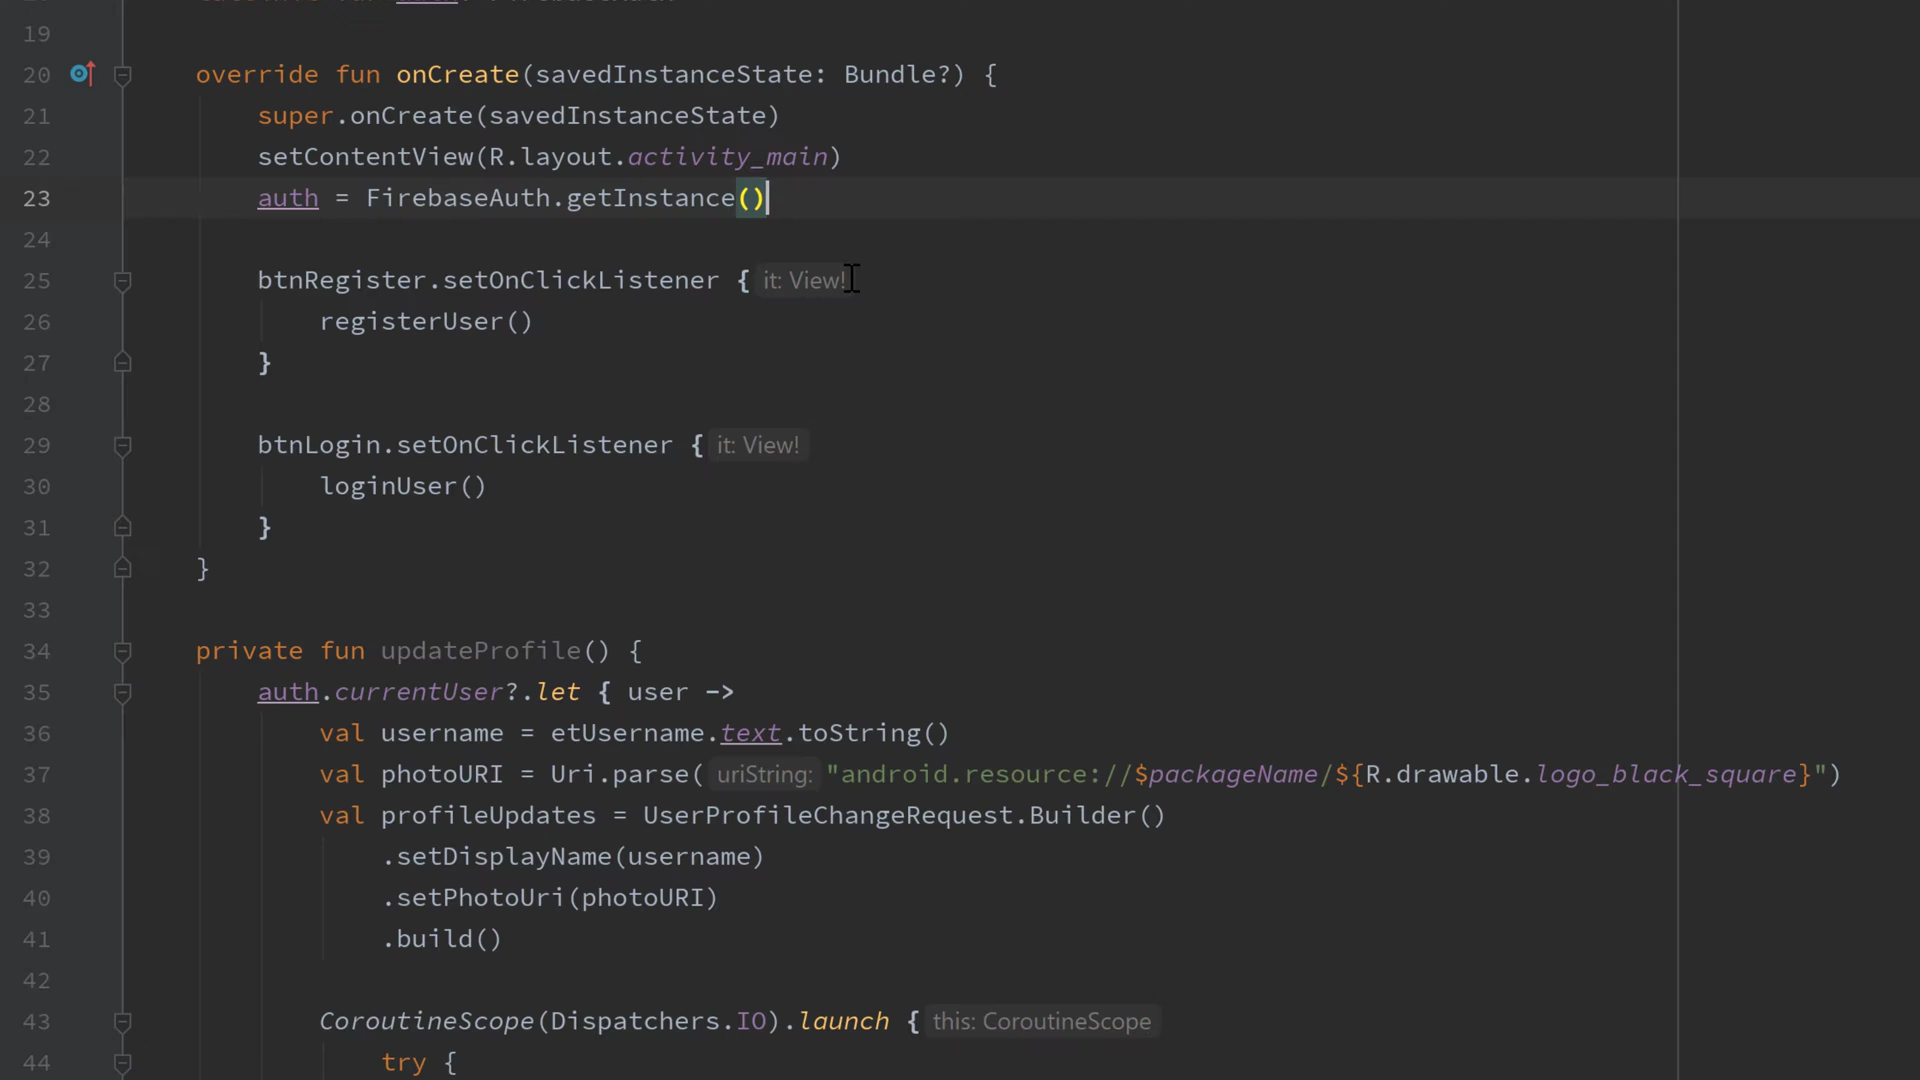 19
20 override fun onCreate(savedInstanceState: Bundle?) {
21 super.onCreate(savedInstanceState)
22 setContentView(R.layout.activity_main)
23 auth = FirebaseAuth.getInstance()
24
25 btnRegister.setOnClickListener { it: View!
26 registerUser()
27 }
28
29 btnLogin.setOnClickListener { it: View!
30 loginUser()
31 }
32 }
33
34 private fun updateProfile() {
35 auth.currentUser?.let { user ->
36 val username = etUsername.text.toString()
37 val photoURI = Uri.parse( uriString: "android.resource://$packageName/${R.drawable.logo_black_square}")
38 val profileUpdates = UserProfileChangeRequest.Builder()
39 .setDisplayName(username)
40 .setPhotoUri(photoURI)
41 .build()
42
43 CoroutineScope(Dispatchers.IO).launch { this: CoroutineScope
44 try {